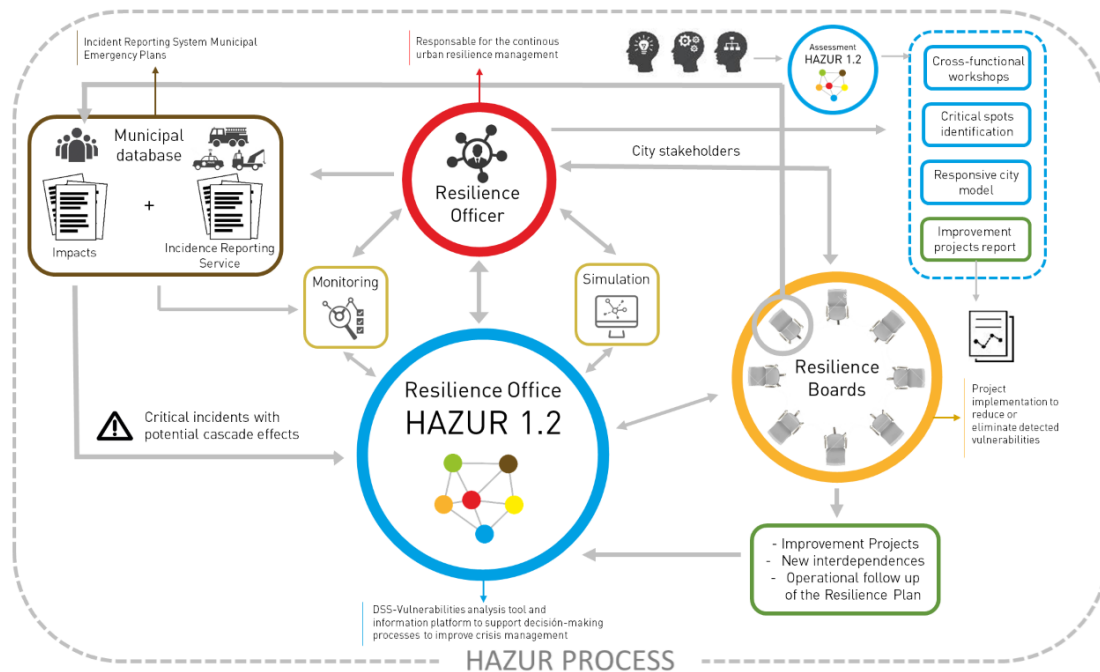 Incident Reporting System Municipal
Emergency Plans
Responsable for the continous
urban resilience management
Assessment
HAZUR 1.2
Cross-functional
workshops
Critical spots
identification
Responsive city
model
Improvement
projects report
Municipal
database
+
Impacts
Incidence Reporting
Service
Resilience
Officer
City stakeholders
Monitoring
Simulation
Resilience
Boards
Project
implementation to
reduce or
eliminate detected
vulnerabilities
Critical incidents with
potential cascade effects
Resilience Office
HAZUR 1.2
- Improvement Projects
- New interdependences
- Operational follow up
of the Resilience Plan
DSS-Vulnerabilities analysis tool and
information platform to support decisión-making
processes to improve crisis management
HAZUR PROCESS